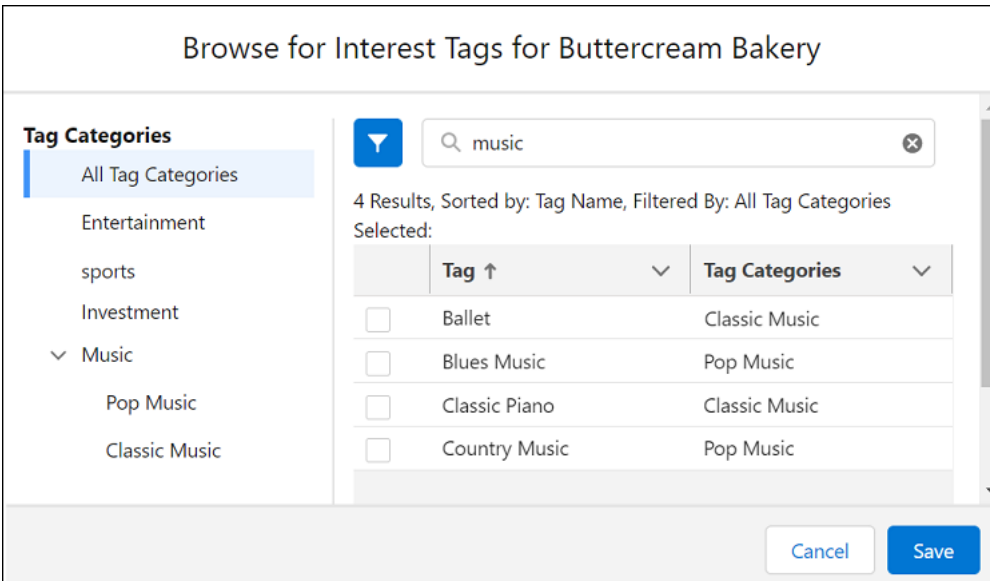 Browse for Interest Tags for Buttercream Bakery
Tag Categories
All Tag Categories
Entertainment
sports
Investment
Music
Pop Music
Classic Music
music
4 Results, Sorted by: Tag Name, Filtered By: All Tag Categories
Selected:
Tag ↑ Tag Categories
Ballet Classic Music
Blues Music Pop Music
Classic Piano Classic Music
Country Music Pop Music
Cancel Save